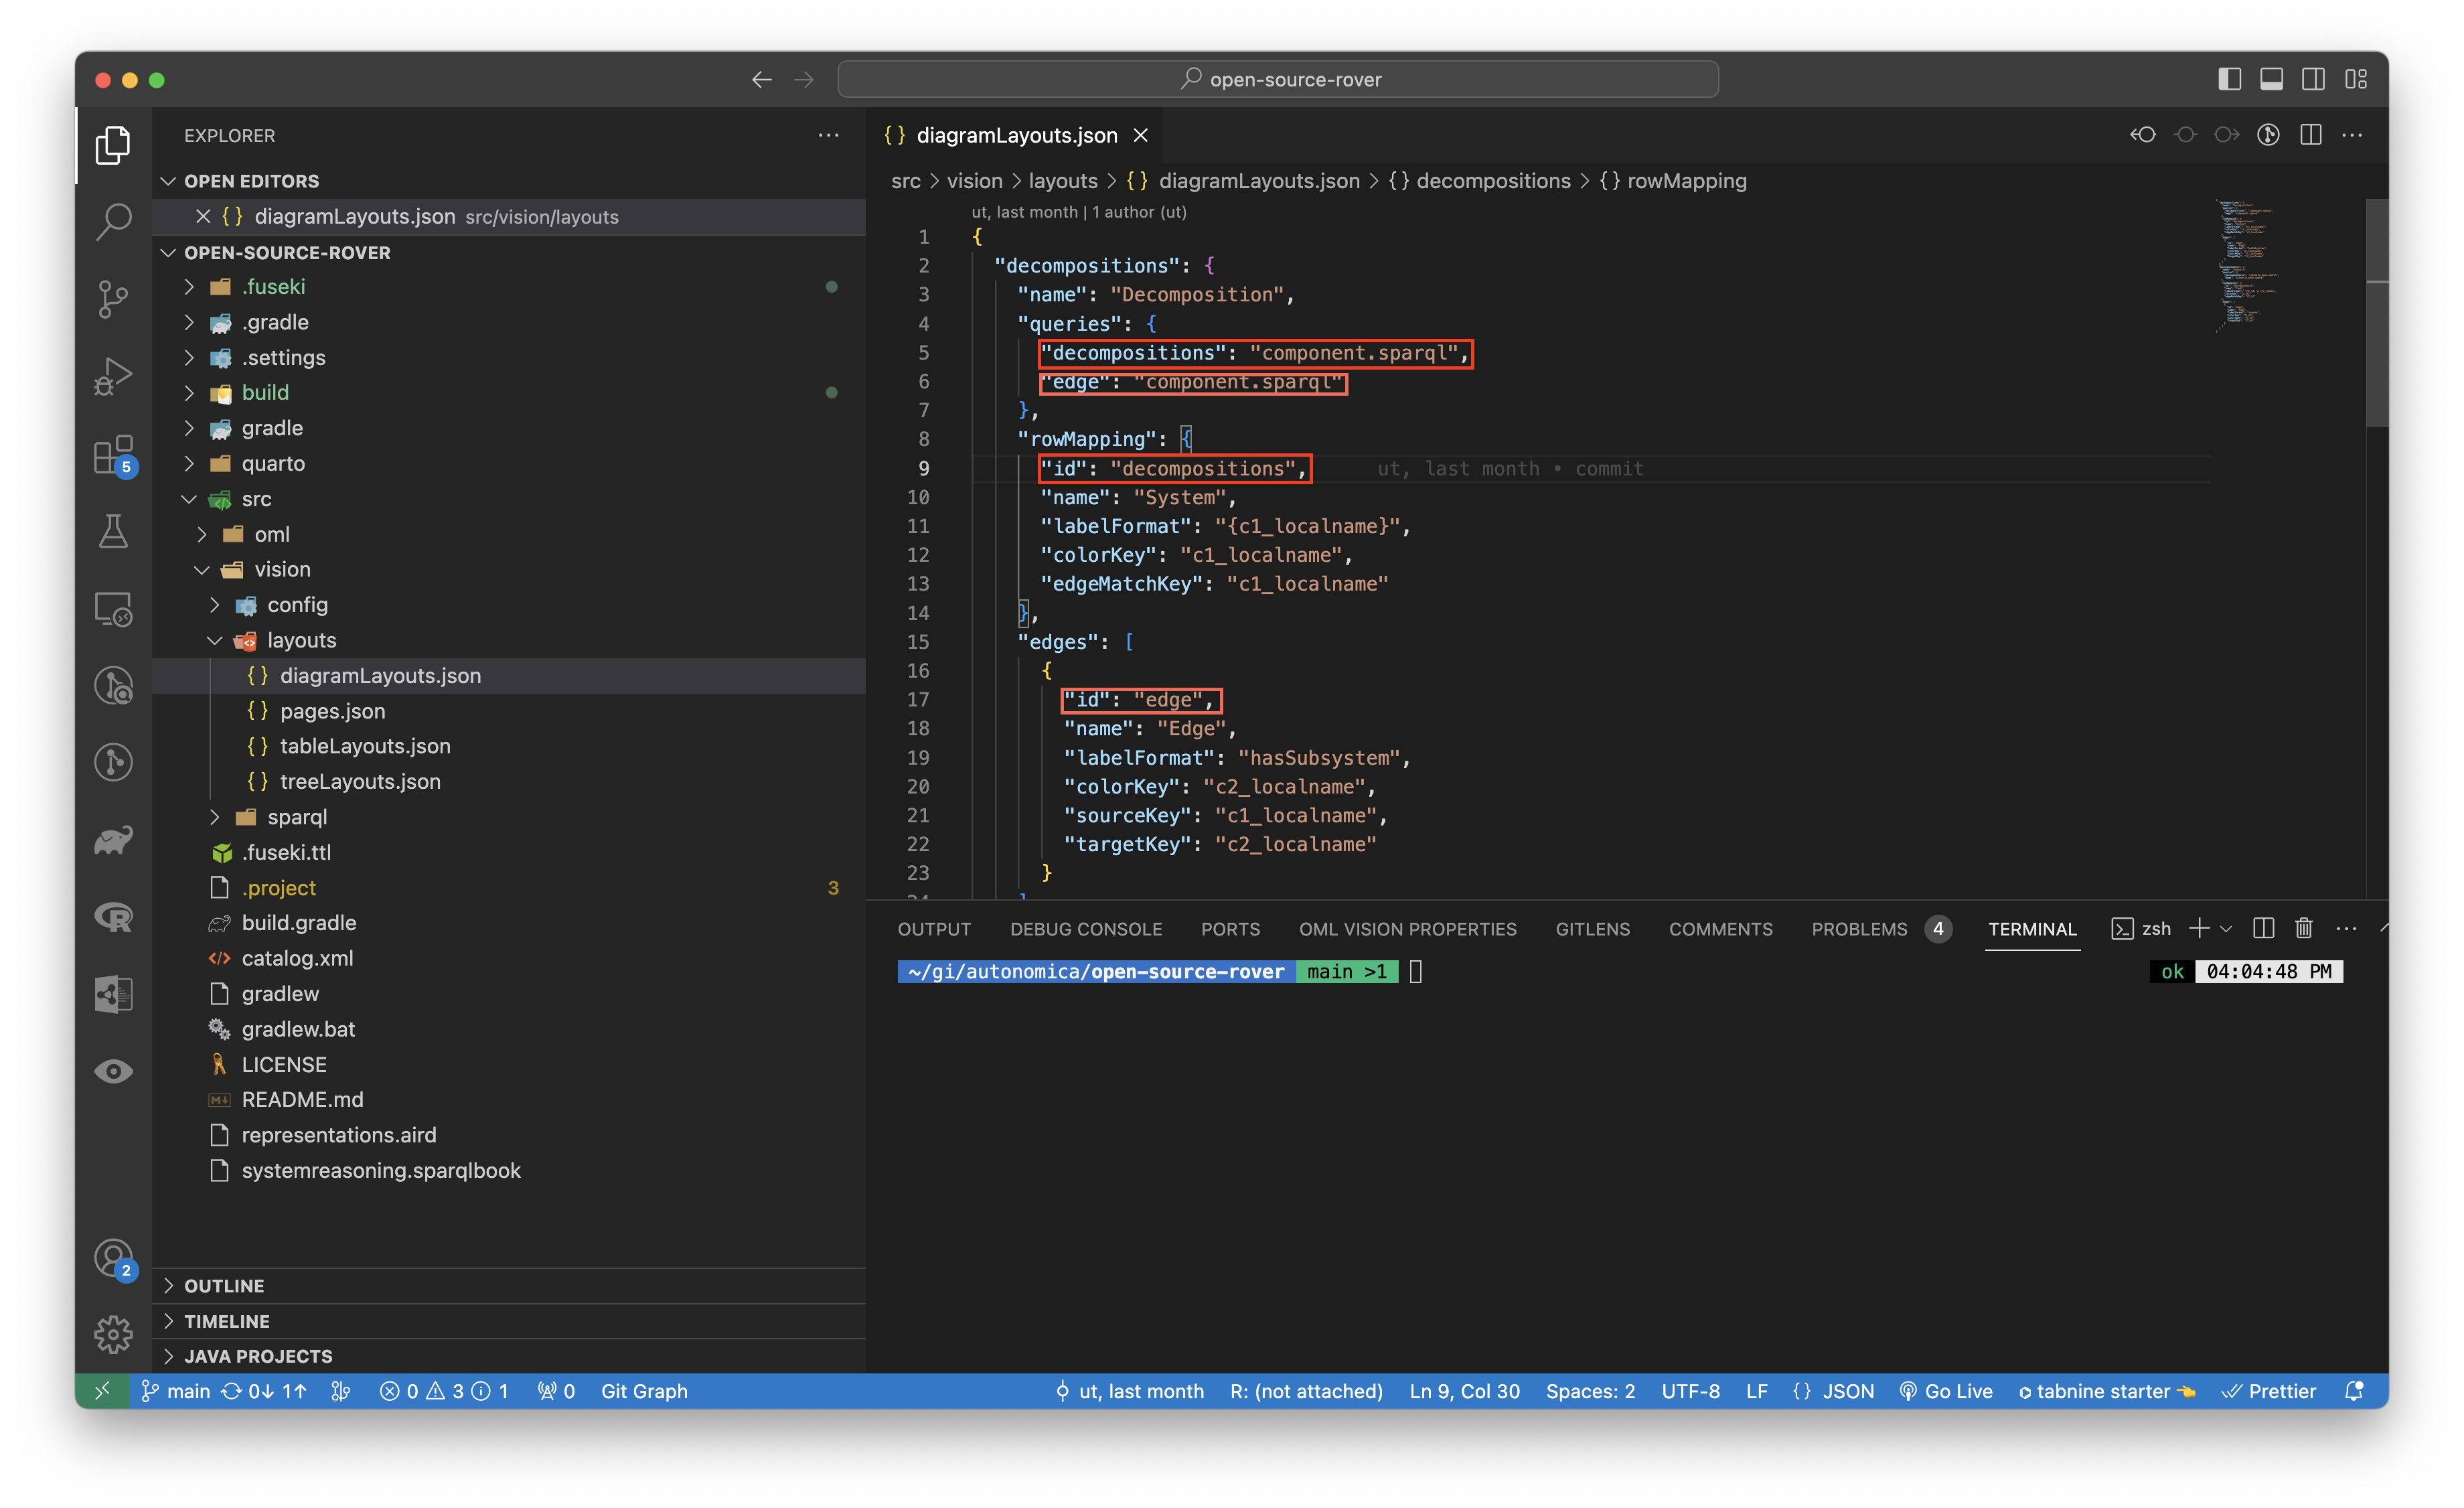 open-source-rover
EXPLORER
OPEN EDITORS
diagramLayouts.json src/vision/layouts
OPEN-SOURCE-ROVER
.fuseki
.gradle
.settings
build
gradle
quarto
src
oml
vision
config
layouts
diagramLayouts.json
pages.json
tableLayouts.json
treeLayouts.json
sparql
.fuseki.ttl
.project 3
build.gradle
catalog.xml
gradlew
gradlew.bat
LICENSE
README.md
representations.aird
systemreasoning.sparqlbook
OUTLINE
TIMELINE
JAVA PROJECTS
5
2
{} diagramLayouts.json
src > vision > layouts > {} diagramLayouts.json > {} decompositions > {} rowMapping
ut, last month | 1 author (ut)
1 {
2 "decompositions": {
3 "name": "Decomposition",
4 "queries": {
5 "decompositions": "component.sparql",
6 "edge": "component.sparql"
7 },
8 "rowMapping": {
9 "id": "decompositions", ut, last month • commit
10 "name": "System",
11 "labelFormat": "{c1_localname}",
12 "colorKey": "c1_localname",
13 "edgeMatchKey": "c1_localname"
14 },
15 "edges": [
16 {
17 "id": "edge",
18 "name": "Edge",
19 "labelFormat": "hasSubsystem",
20 "colorKey": "c2_localname",
21 "sourceKey": "c1_localname",
22 "targetKey": "c2_localname"
23 }
OUTPUT DEBUG CONSOLE PORTS OML VISION PROPERTIES GITLENS COMMENTS PROBLEMS 4 TERMINAL zsh
~/gi/autonomica/open-source-rover main >1 ok 04:04:48 PM
main 0↓ 1↑ 0 3 1 0 Git Graph ut, last month R: (not attached) Ln 9, Col 30 Spaces: 2 UTF-8 LF {} JSON Go Live tabnine starter 👈 Prettier